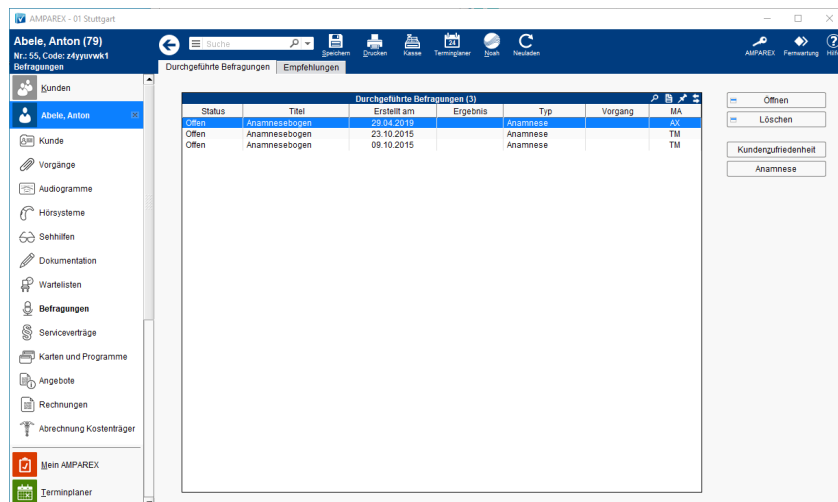 AMPAREX - 01 Stuttgart
Abele, Anton (79)
Nr.: 55, Code: z4yyuvwk1
Befragungen
Suche
Speichern
Drucken
Kasse
24
Terminplaner
Noah
Neuladen
AMPAREX
Fernwartung
Hilfe
Durchgeführte Befragungen
Empfehlungen
Kunden
Abele, Anton
Kunde
Vorgänge
Audiogramme
Hörsysteme
Sehhilfen
Dokumentation
Wartelisten
Befragungen
Serviceverträge
Karten und Programme
Angebote
Rechnungen
Abrechnung Kostenträger
Mein AMPAREX
Terminplaner
Durchgeführte Befragungen (3)
Status Titel Erstellt am Ergebnis Typ Vorgang MA
Offen Anamnesebogen 29.04.2019 Anamnese AX
Offen Anamnesebogen 23.10.2015 Anamnese TM
Offen Anamnesebogen 09.10.2015 Anamnese TM
Öffnen
Löschen
Kundenzufriedenheit
Anamnese